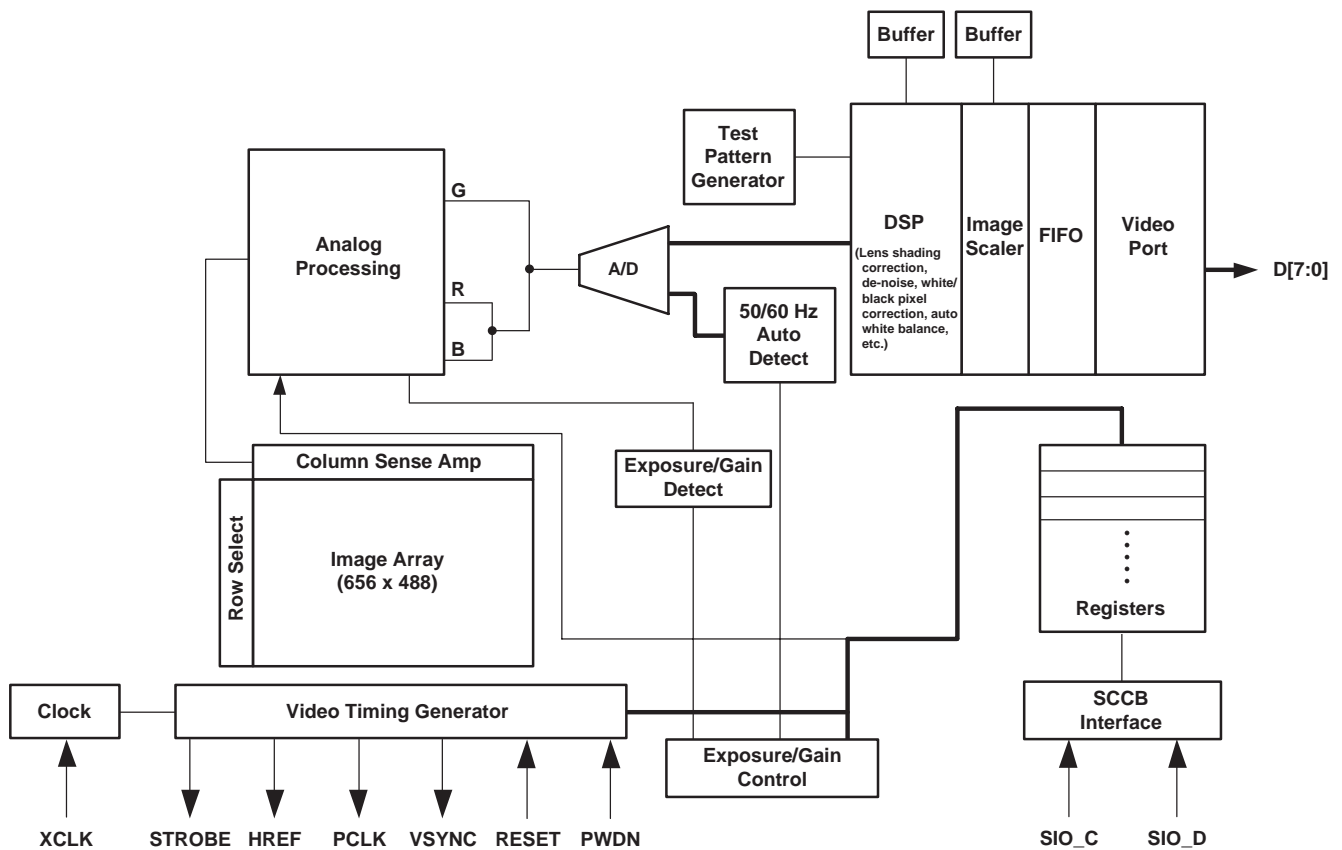 Buffer
Buffer
Test
Pattern
Generator
G
Analog
Processing
R
B
A/D
50/60 Hz
Auto
Detect
DSP
(Lens shading
correction,
de-noise, white/
black pixel
correction, auto
white balance,
etc.)
Image
Scaler
FIFO
Video
Port
D[7:0]
Column Sense Amp
Row Select
Image Array
(656 x 488)
Exposure/Gain
Detect
Registers
Clock
Video Timing Generator
Exposure/Gain
Control
SCCB
Interface
XCLK
STROBE
HREF
PCLK
VSYNC
RESET
PWDN
SIO_C
SIO_D